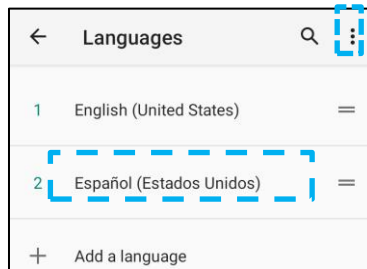 Languages
1 English (United States)
2 Español (Estados Unidos)
Add a language